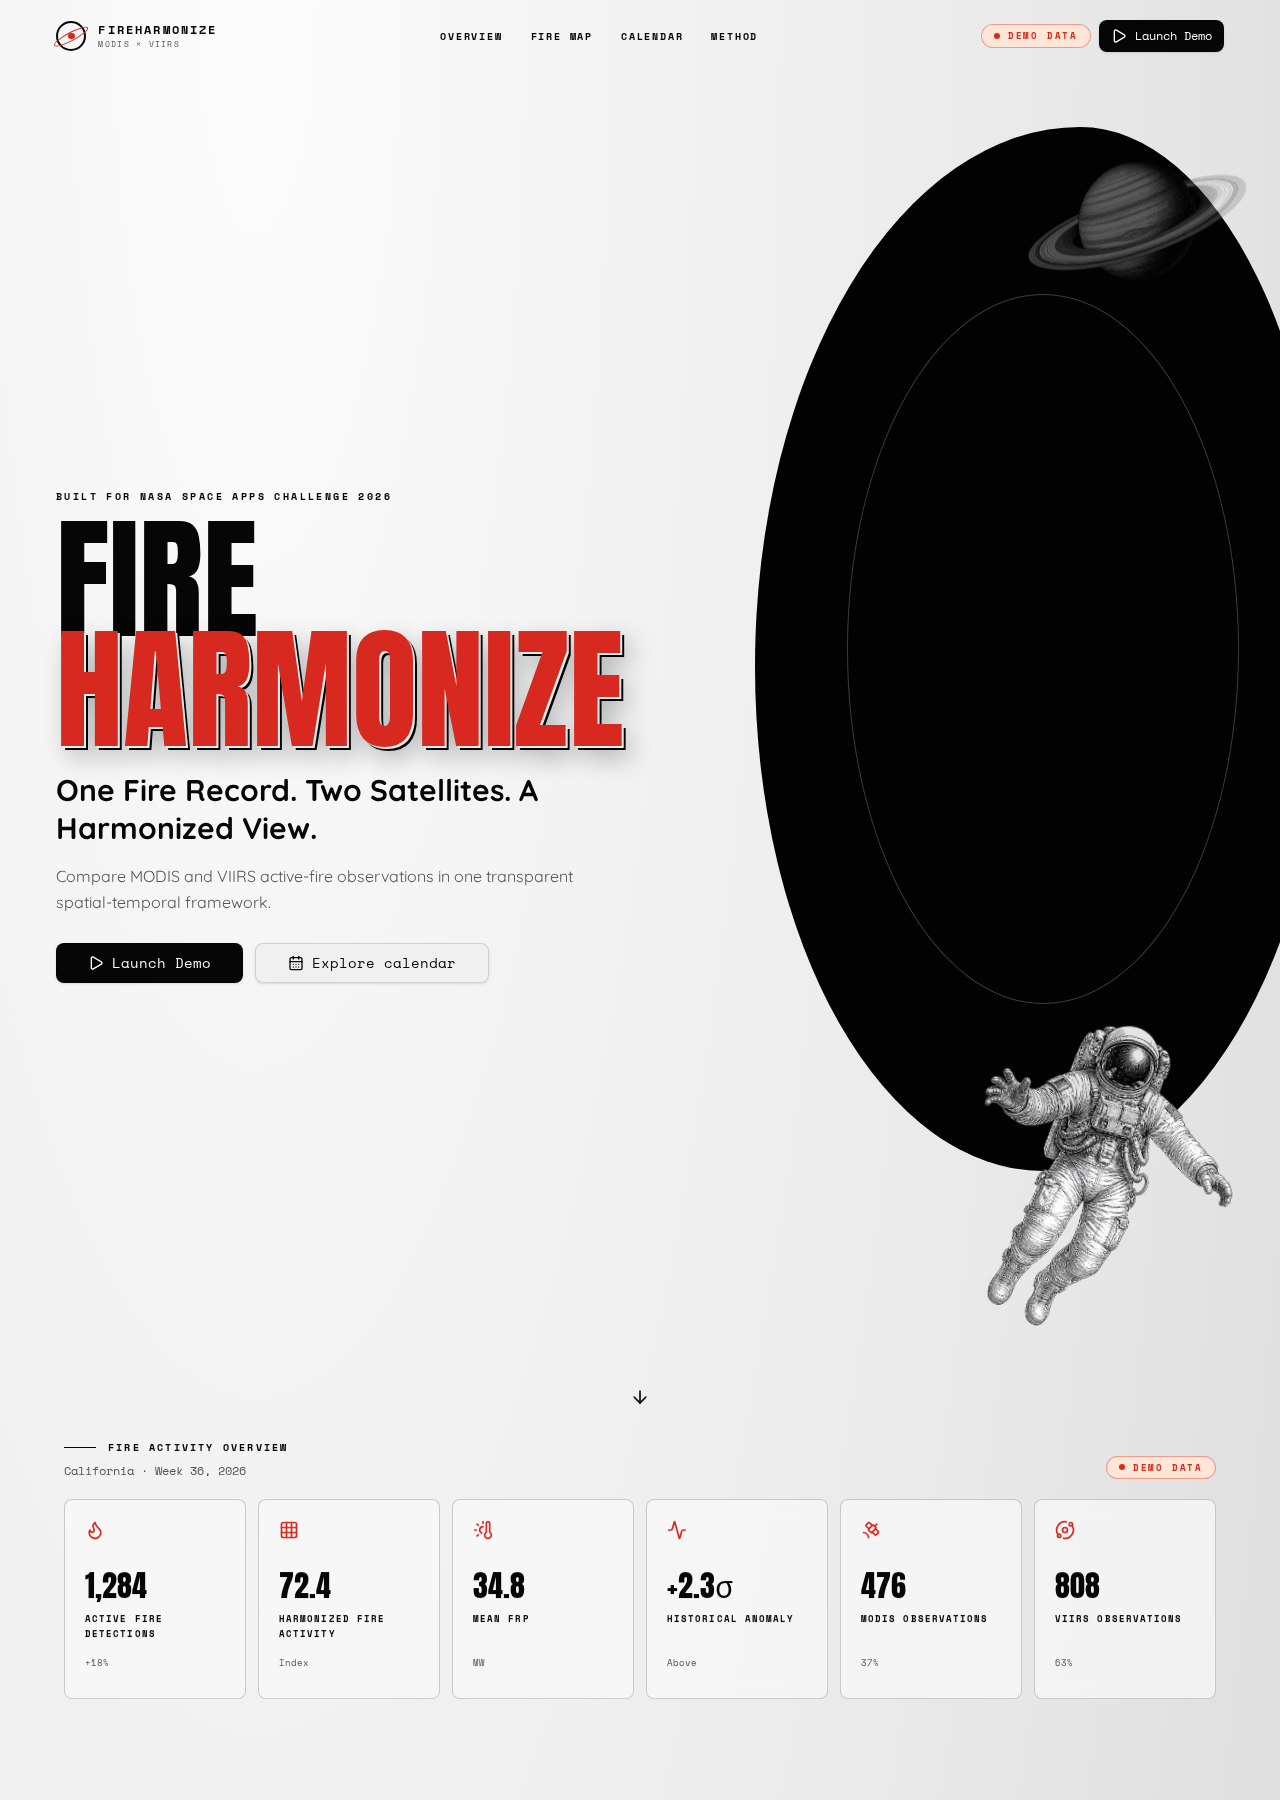 FIREHARMONIZE
MODIS × VIIRS
OVERVIEW
FIRE MAP
CALENDAR
METHOD
DEMO DATA
Launch Demo
BUILT FOR NASA SPACE APPS CHALLENGE 2026
FIRE
HARMONIZE
One Fire Record. Two Satellites. A
Harmonized View.
Compare MODIS and VIIRS active-fire observations in one transparent
spatial-temporal framework.
Launch Demo
Explore calendar
FIRE ACTIVITY OVERVIEW
California · Week 36, 2026
DEMO DATA
1,284
ACTIVE FIRE
DETECTIONS
+18%
72.4
HARMONIZED FIRE
ACTIVITY
Index
34.8
MEAN FRP
MW
+2.3σ
HISTORICAL ANOMALY
Above
476
MODIS OBSERVATIONS
37%
808
VIIRS OBSERVATIONS
63%